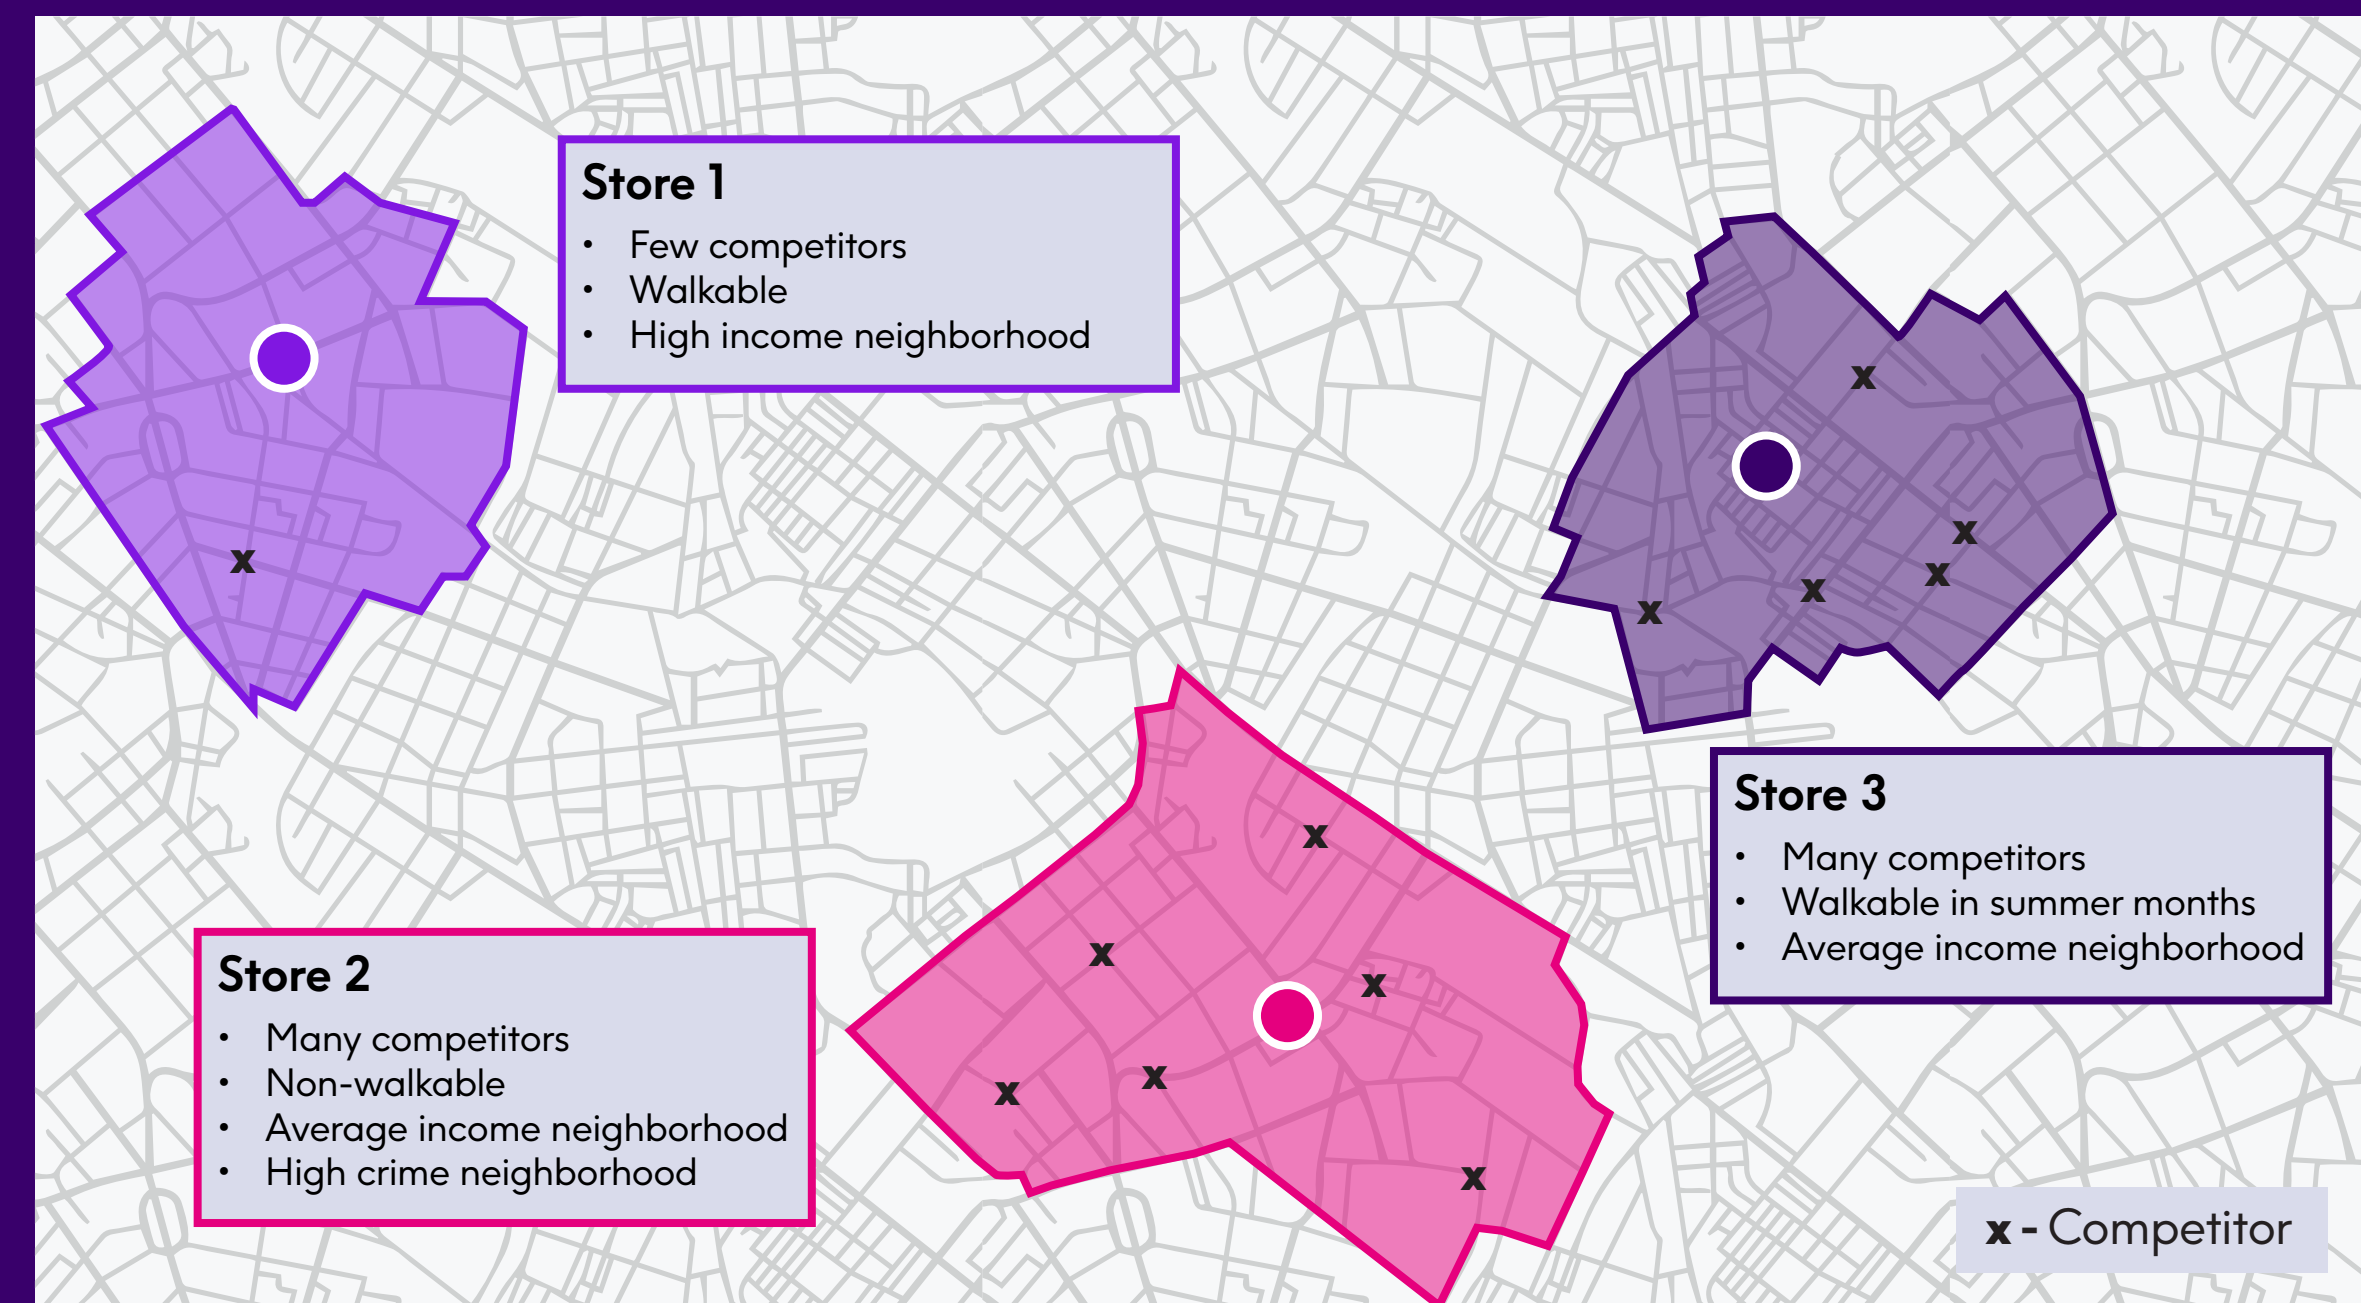 Store 1
• Few competitors
• Walkable
• High income neighborhood
x
x
x
x
x
x
Store 3
• Many competitors
• Walkable in summer months
• Average income neighborhood
x
x
x
x
x
x
Store 2
• Many competitors
• Non-walkable
• Average income neighborhood
• High crime neighborhood
x - Competitor